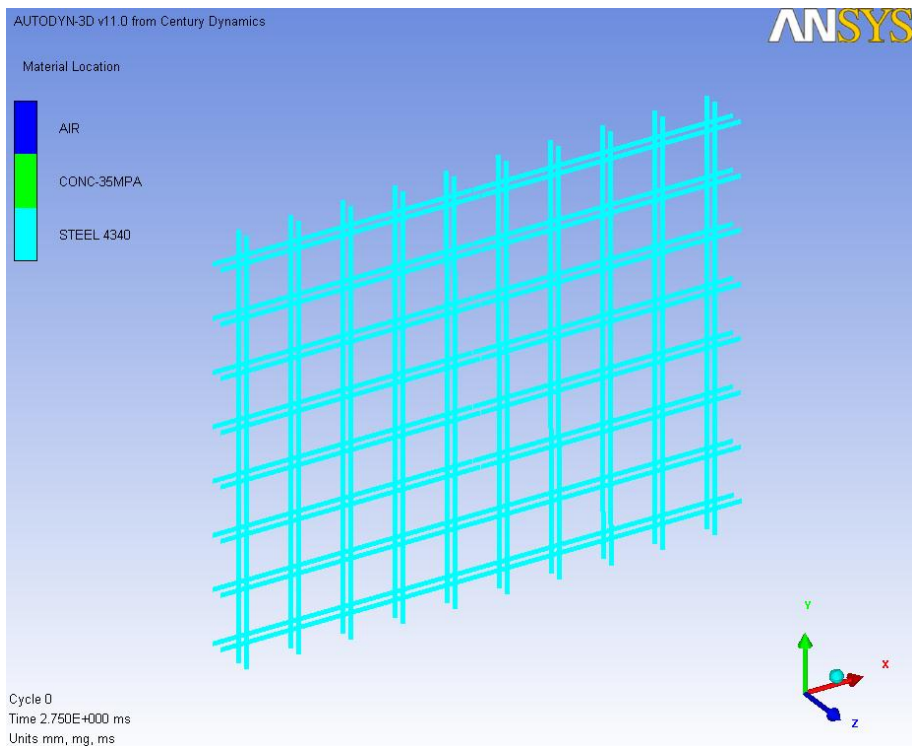 AUTODYN-3D v11.0 from Century Dynamics
ANSYS
Material Location
AIR
CONC-35MPA
STEEL 4340
Y
X
Z
Cycle 0
Time 2.750E+000 ms
Units mm, mg, ms